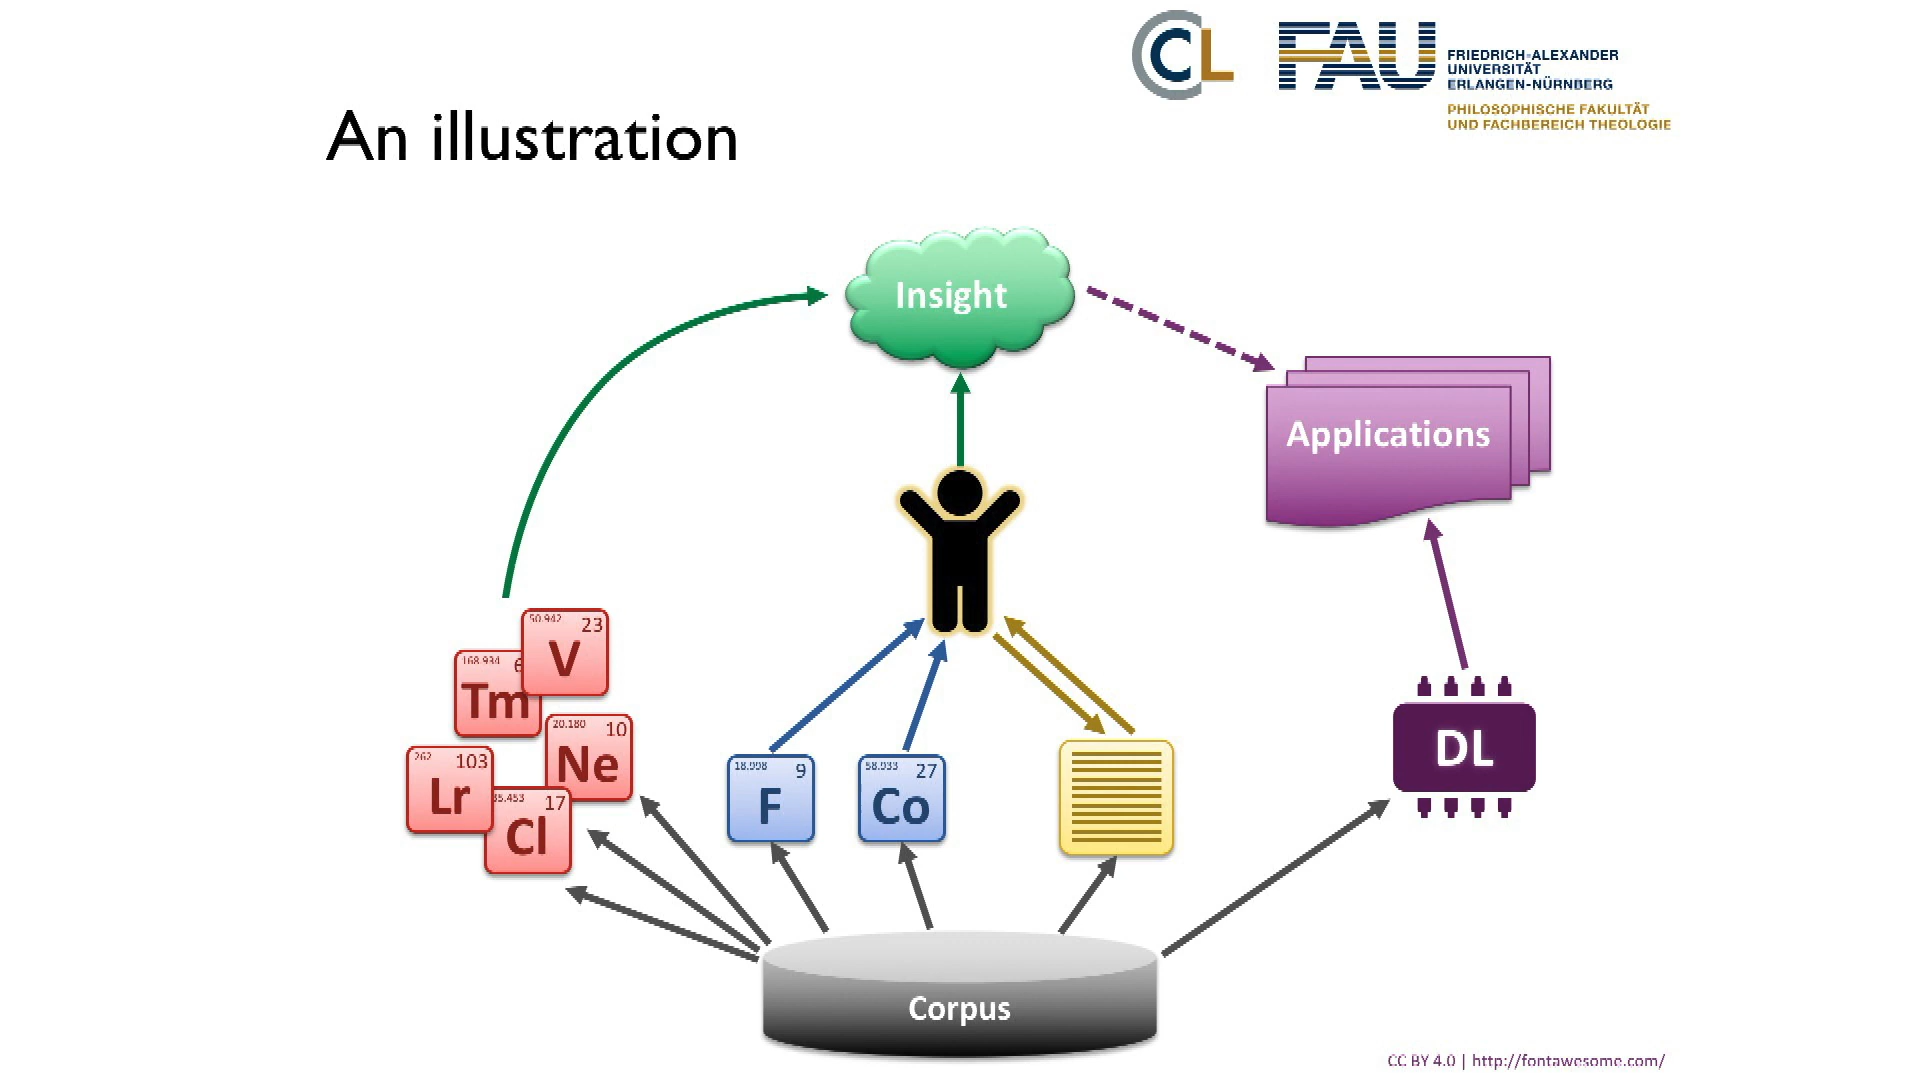 CL
FAU
FRIEDRICH-ALEXANDER
UNIVERSITÄT
ERLANGEN-NÜRNBERG
PHILOSOPHISCHE FAKULTÄT
UND FACHBEREICH THEOLOGIE
An illustration
Insight
Applications
50.942 23
V
168.934 6
Tm
20.180 10
Ne
262 103
Lr
35.453 17
Cl
18.998 9
F
58.933 27
Co
DL
Corpus
CC BY 4.0 | http://fontawesome.com/